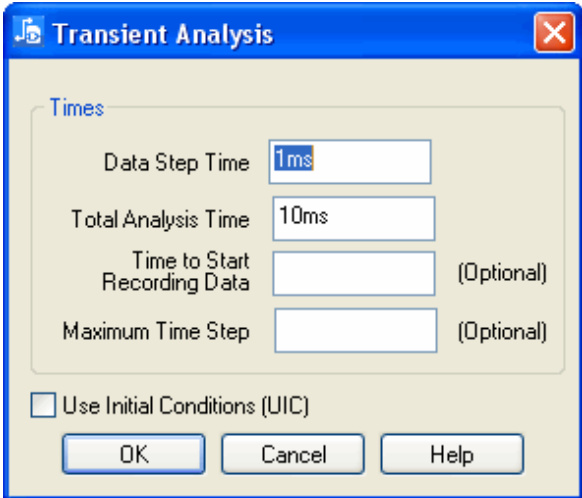 Transient Analysis
Times
Data Step Time 1ms
Total Analysis Time 10ms
Time to Start
Recording Data (Optional)
Maximum Time Step (Optional)
Use Initial Conditions (UIC)
OK Cancel Help